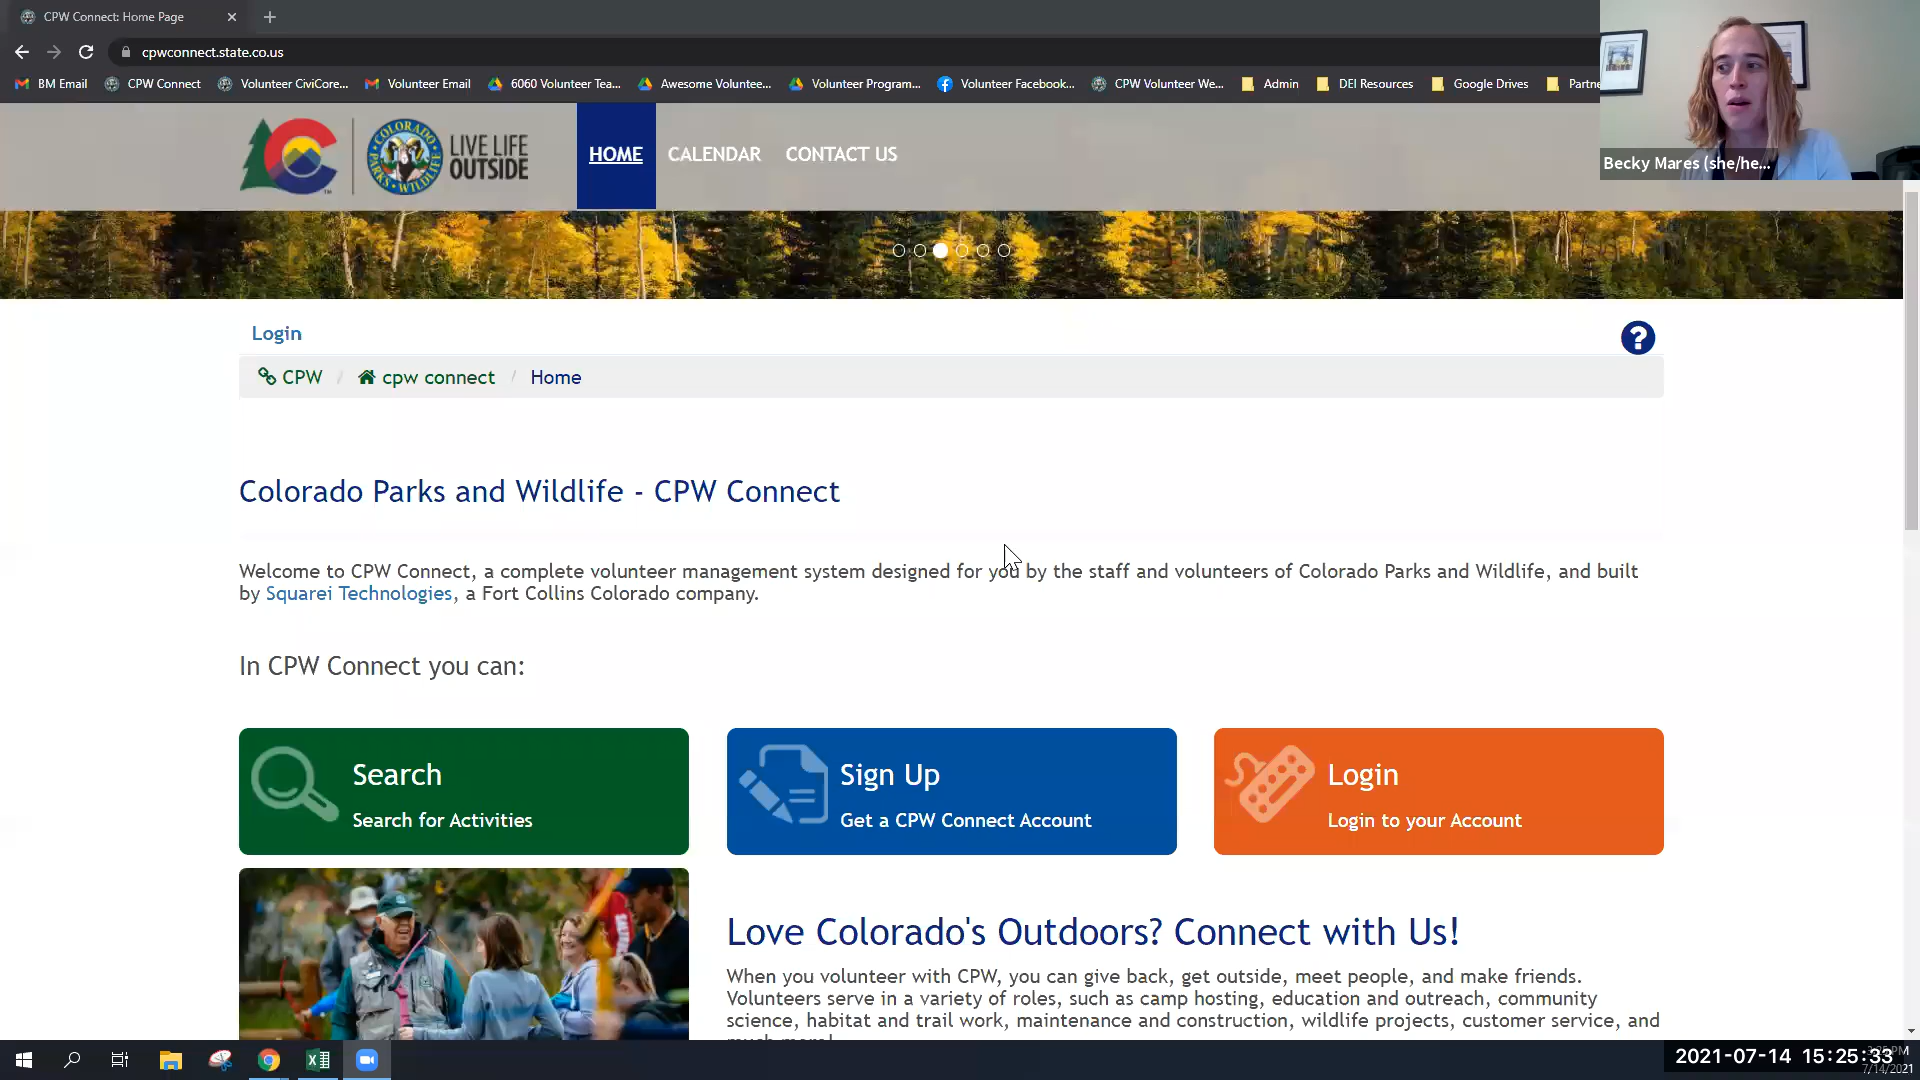 CPW Connect: Home Page
cpwconnect.state.co.us
BM Email
CPW Connect
Volunteer CiviCore...
Volunteer Email
6060 Volunteer Tea...
Awesome Voluntee...
Volunteer Program...
Volunteer Facebook...
CPW Volunteer We...
Admin
DEI Resources
Google Drives
Partne
COLORADO
PARKS & WILDLIFE
LIVE LIFE
OUTSIDE
HOME
CALENDAR
CONTACT US
Becky Mares (she/he...
Login
?
CPW / cpw connect / Home
Colorado Parks and Wildlife - CPW Connect
Welcome to CPW Connect, a complete volunteer management system designed for you by the staff and volunteers of Colorado Parks and Wildlife, and built
by Squarei Technologies, a Fort Collins Colorado company.
In CPW Connect you can:
Search
Search for Activities
Sign Up
Get a CPW Connect Account
Login
Login to your Account
Love Colorado's Outdoors? Connect with Us!
When you volunteer with CPW, you can give back, get outside, meet people, and make friends.
Volunteers serve in a variety of roles, such as camp hosting, education and outreach, community
science, habitat and trail work, maintenance and construction, wildlife projects, customer service, and
much more!
2021-07-14 15:25:33
7/14/2021